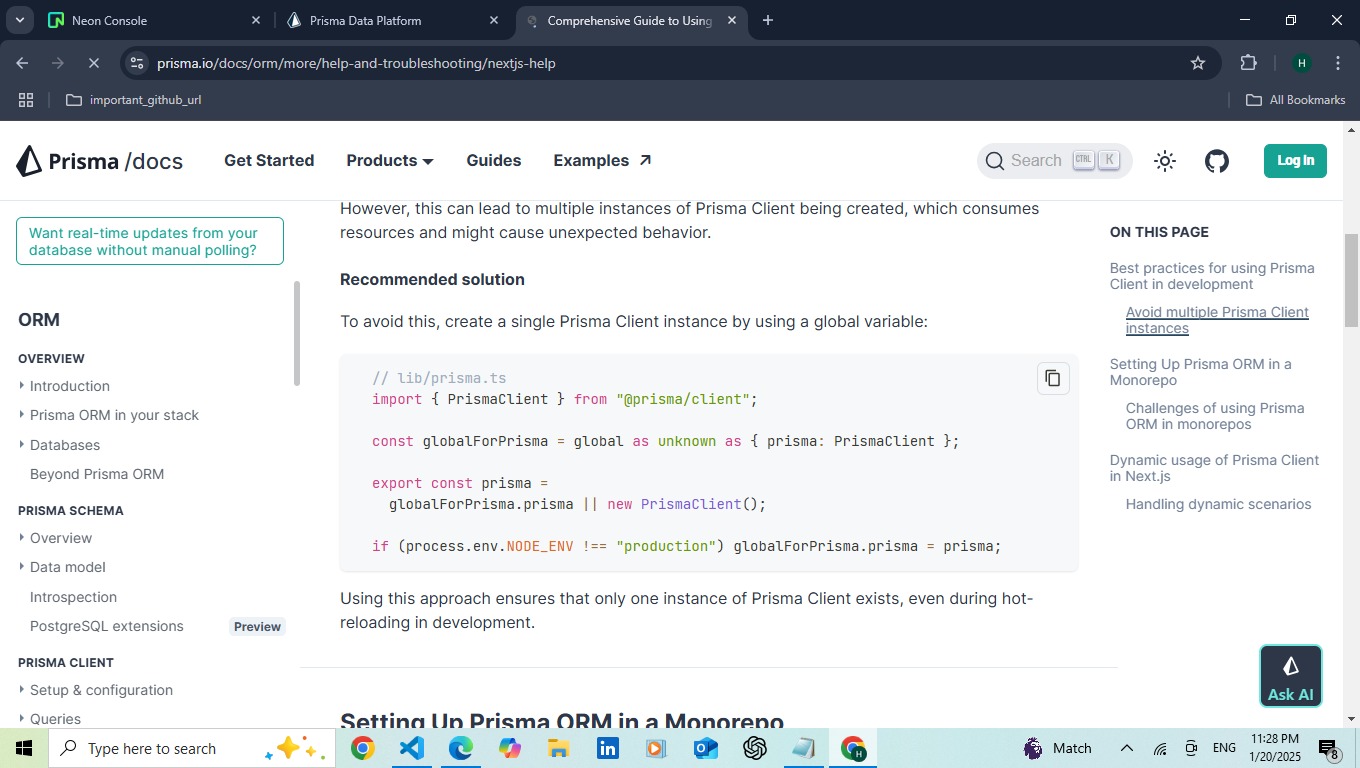 Neon Console
Prisma Data Platform
Comprehensive Guide to Using
prisma.io/docs/orm/more/help-and-troubleshooting/nextjs-help
H
important_github_url
All Bookmarks
Prisma /docs
Get Started
Products
Guides
Examples
Search CTRL K
Log in
Want real-time updates from your
database without manual polling?
ORM
OVERVIEW
Introduction
Prisma ORM in your stack
Databases
Beyond Prisma ORM
PRISMA SCHEMA
Overview
Data model
Introspection
PostgreSQL extensions Preview
PRISMA CLIENT
Setup & configuration
Queries
However, this can lead to multiple instances of Prisma Client being created, which consumes
resources and might cause unexpected behavior.
Recommended solution
To avoid this, create a single Prisma Client instance by using a global variable:
// lib/prisma.ts
import { PrismaClient } from "@prisma/client";
const globalForPrisma = global as unknown as { prisma: PrismaClient };
export const prisma =
globalForPrisma.prisma || new PrismaClient();
if (process.env.NODE_ENV !== "production") globalForPrisma.prisma = prisma;
Using this approach ensures that only one instance of Prisma Client exists, even during hot-
reloading in development.
Setting Up Prisma ORM in a Monorepo
ON THIS PAGE
Best practices for using Prisma
Client in development
Avoid multiple Prisma Client
instances
Setting Up Prisma ORM in a
Monorepo
Challenges of using Prisma
ORM in monorepos
Dynamic usage of Prisma Client
in Next.js
Handling dynamic scenarios
Ask AI
Type here to search
Match
ENG
11:28 PM
1/20/2025
8